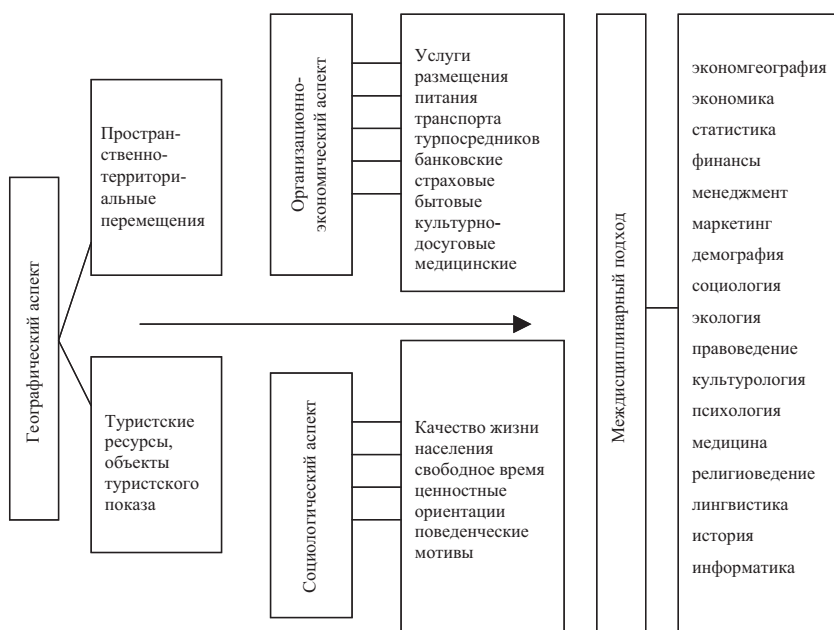 Географический аспект
Простран-
ственно-
территори-
альные
перемещения
Туристские
ресурсы,
объекты
туристского
показа
Организационно-
экономический аспект
Услуги
размещения
питания
транспорта
турпосредников
банковские
страховые
бытовые
культурно-
досуговые
медицинские
Социологический аспект
Качество жизни
населения
свободное время
ценностные
ориентации
поведенческие
мотивы
Междисциплинарный подход
экономгеография
экономика
статистика
финансы
менеджмент
маркетинг
демография
социология
экология
правоведение
культурология
психология
медицина
религиоведение
лингвистика
история
информатика